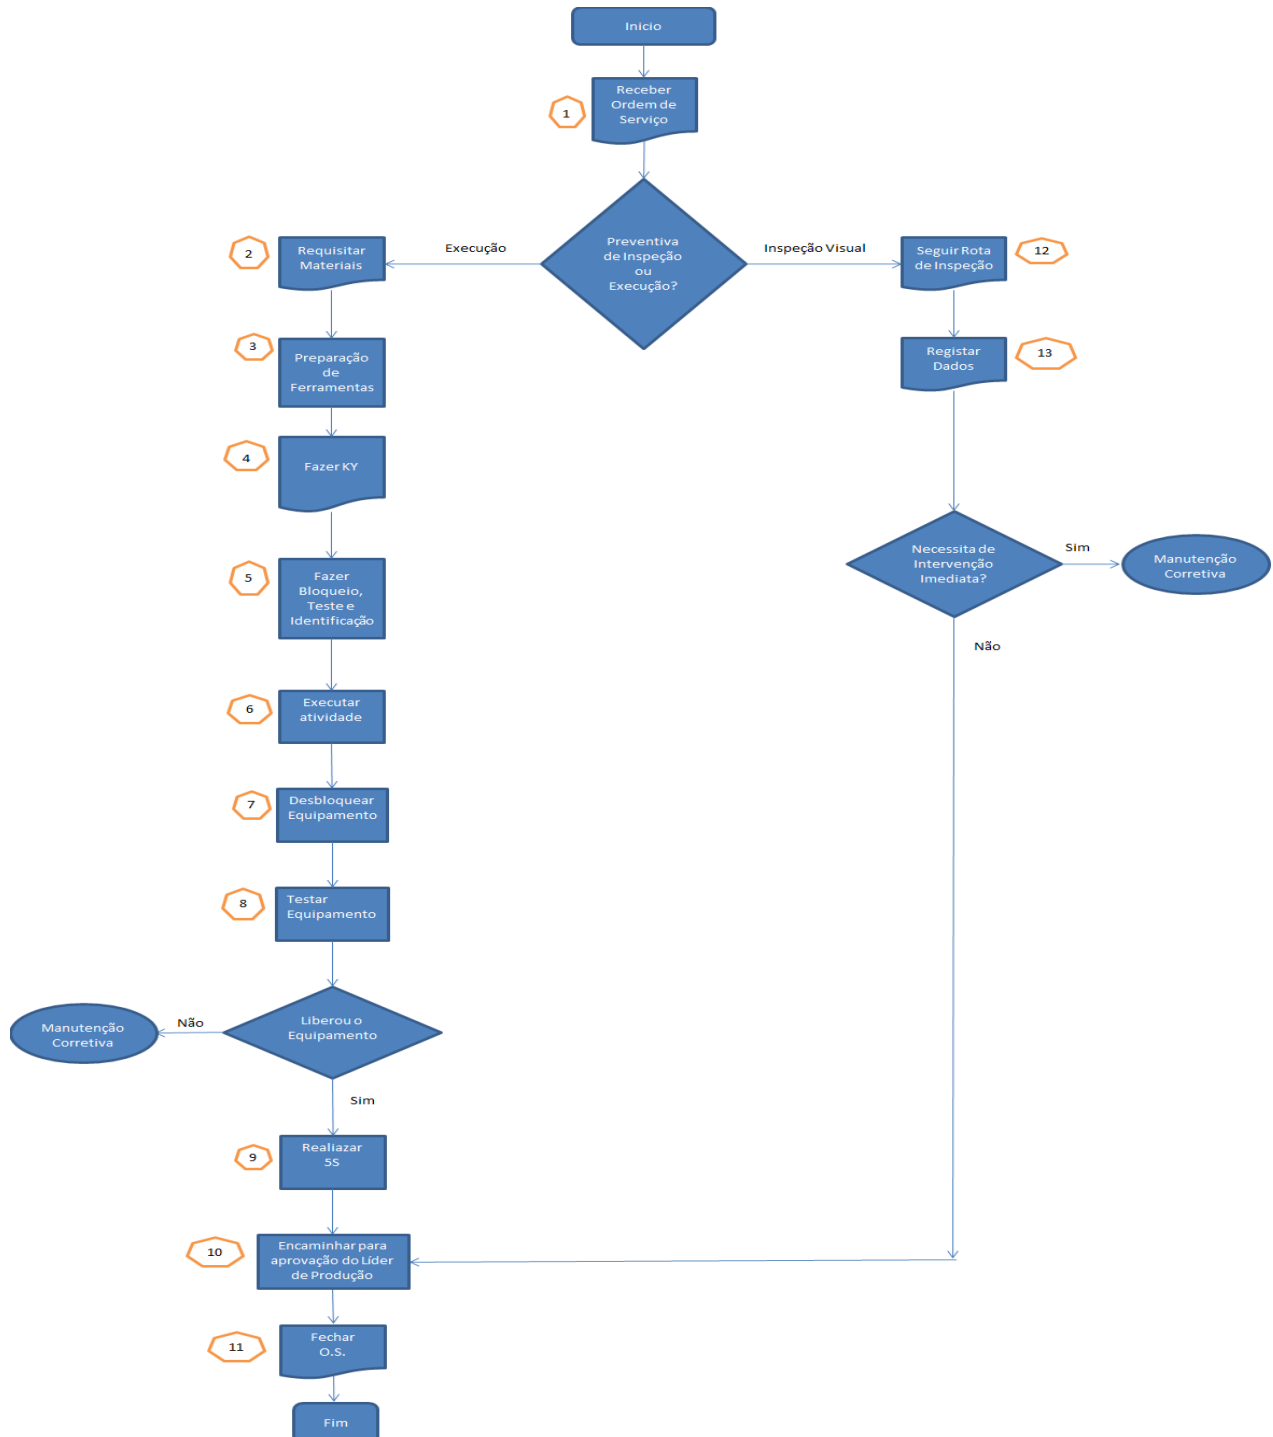 Inicio
1
Receber
Ordem de
Serviço
Preventiva
de Inspeção
ou
Execução?
Execução
Inspeção Visual
2
Requisitar
Materiais
Seguir Rota
de Inspeção
12
3
Preparação
de
Ferramentas
Registar
Dados
13
4
Fazer KY
5
Fazer
Bloqueio,
Teste e
Identificação
Necessita de
Intervenção
Imediata?
Sim
Manutenção
Corretiva
Não
6
Executar
atividade
7
Desbloquear
Equipamento
8
Testar
Equipamento
Liberou o
Equipamento
Não
Manutenção
Corretiva
Sim
9
Realiazar
5S
10
Encaminhar para
aprovação do Líder
de Produção
11
Fechar
O.S.
Fim